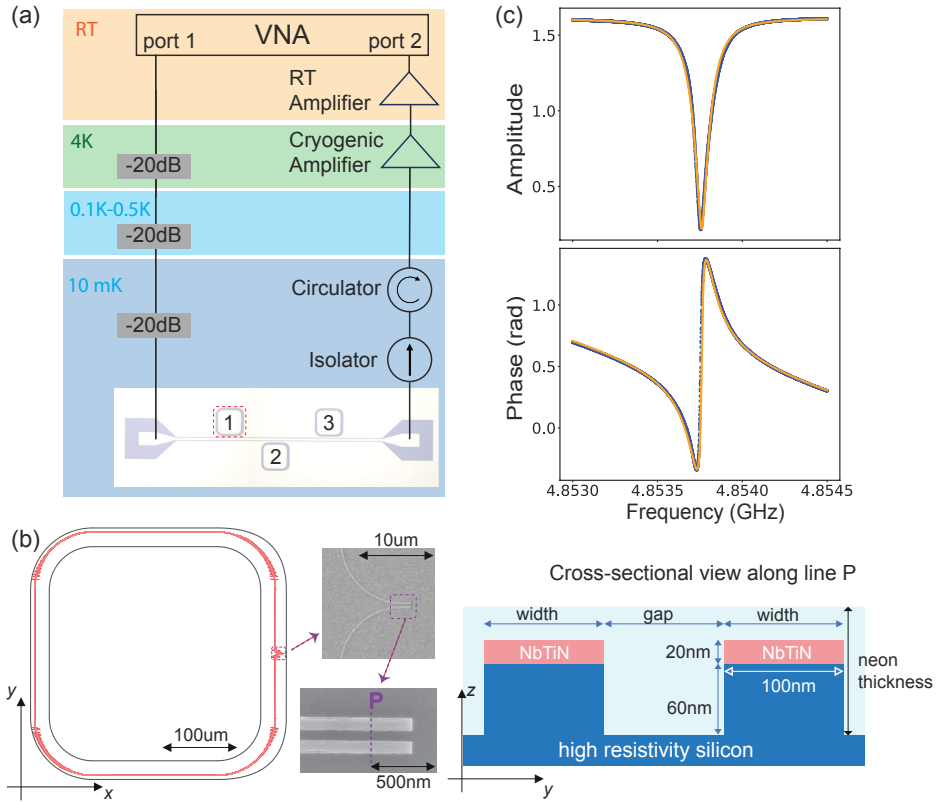 (a)
RT
VNA
port 1
port 2
RT
Amplifier
4K
Cryogenic
Amplifier
-20dB
0.1K-0.5K
-20dB
10 mK
Circulator
-20dB
Isolator
1
2
3
(c)
1.5
1.0
0.5
Amplitude
1.0
0.5
0.0
Phase (rad)
4.8530
4.8535
4.8540
4.8545
Frequency (GHz)
(b)
10um
P
500nm
100um
y
x
Cross-sectional view along line P
width
gap
width
NbTiN
20nm
NbTiN
100nm
neon
thickness
z
60nm
high resistivity silicon
y